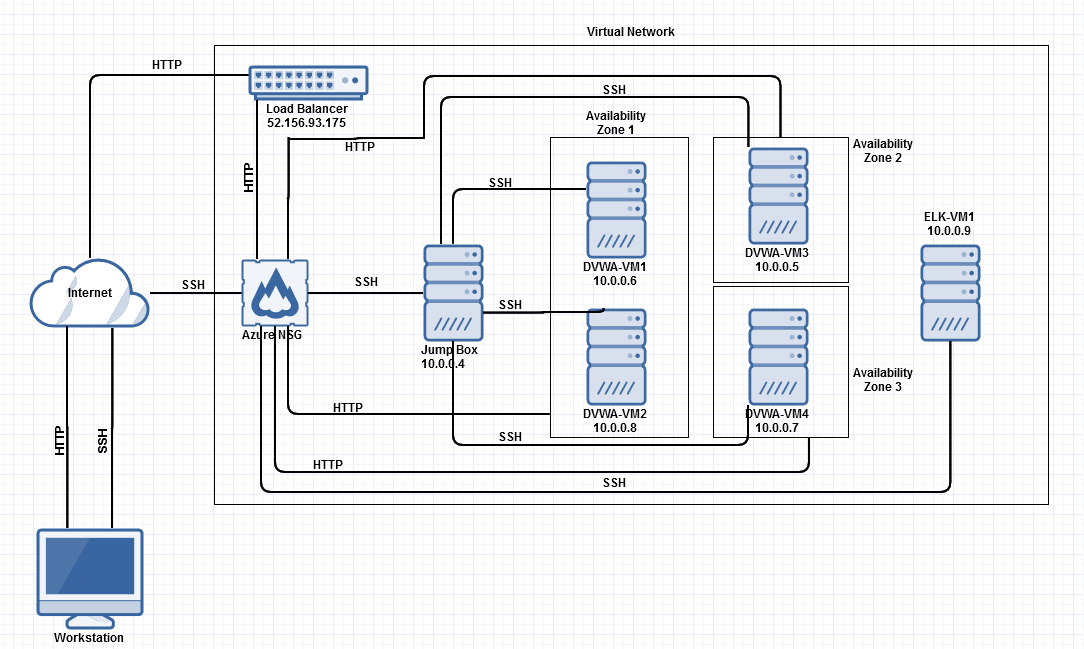 Virtual Network
HTTP
Load Balancer
52.156.93.175
HTTP
HTTP
SSH
Availability
Zone 1
Availability
Zone 2
SSH
DVWA-VM1
10.0.0.6
DVWA-VM3
10.0.0.5
ELK-VM1
10.0.0.9
Internet
SSH
Azure NSG
SSH
Jump Box
10.0.0.4
SSH
DVWA-VM2
10.0.0.8
DVWA-VM4
10.0.0.7
Availability
Zone 3
HTTP
SSH
HTTP
SSH
HTTP
SSH
Workstation